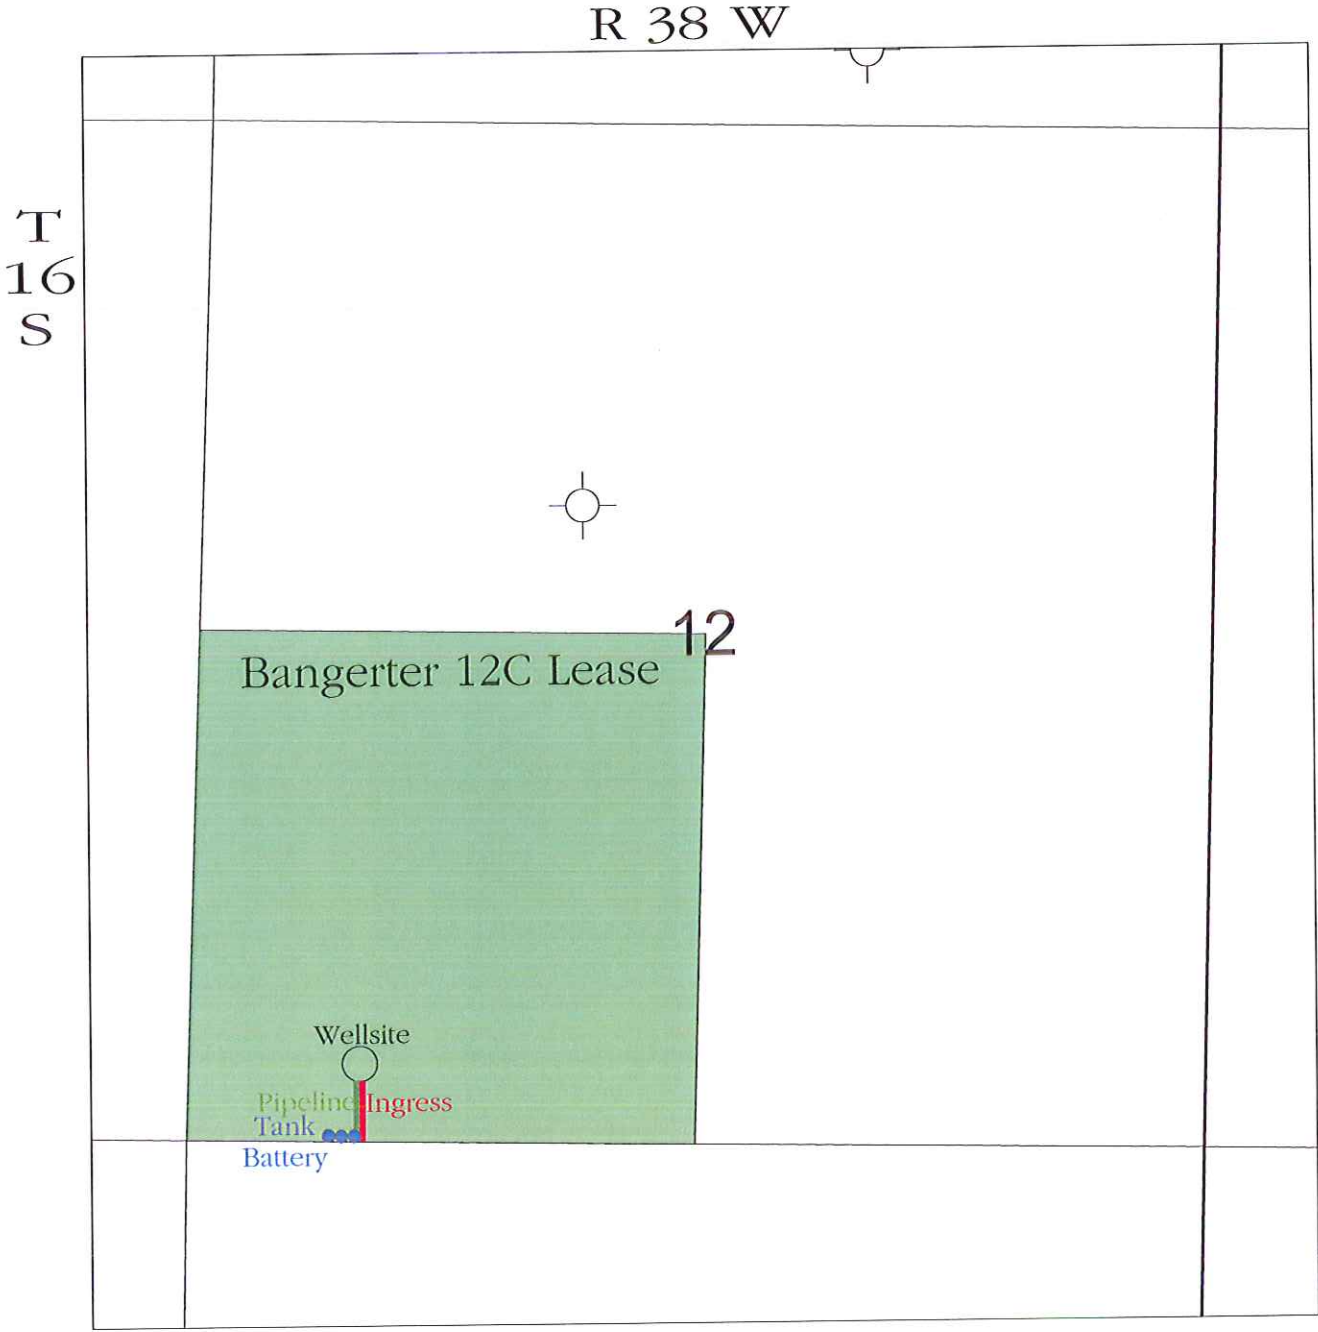 R 38 W
T
16
S
12
Bangerter 12C Lease
Wellsite
Pipeline Ingress
Tank
Battery